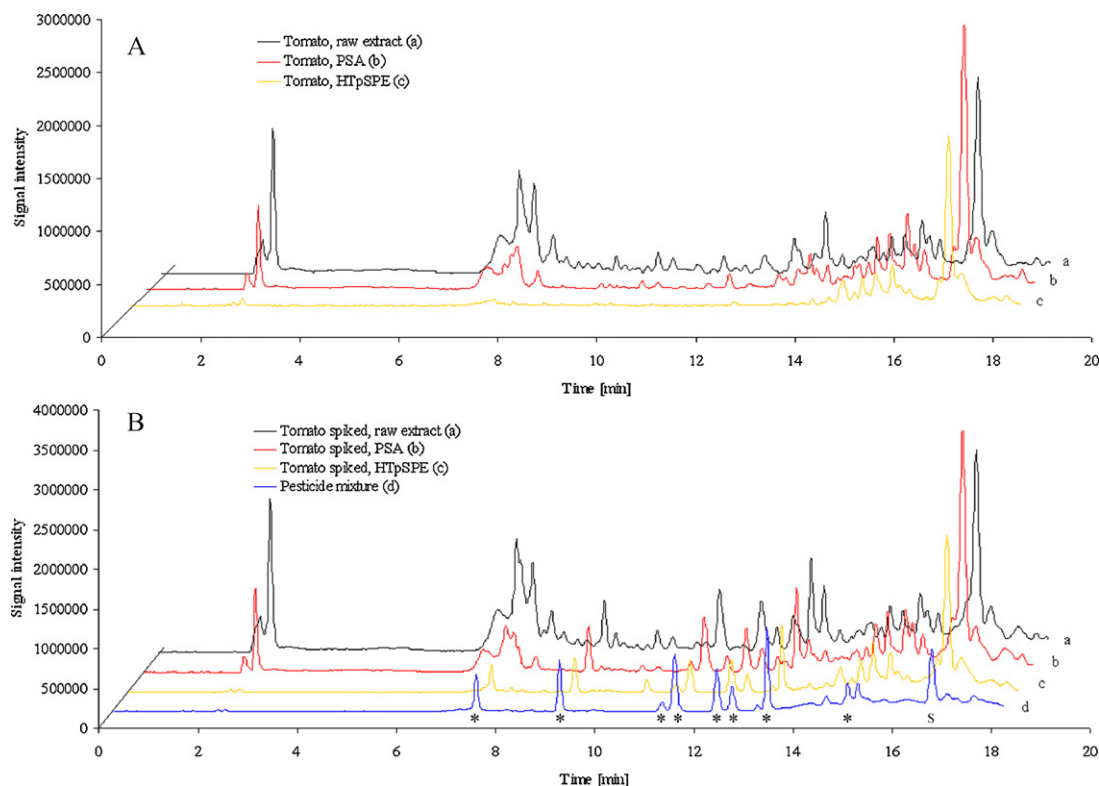 A
Tomato, raw extract (a)
Tomato, PSA (b)
Tomato, HTpSPE (c)
Signal intensity
3000000
2500000
2000000
1500000
1000000
500000
0
a
b
c
0 2 4 6 8 10 12 14 16 18 20
Time [min]
B
Tomato spiked, raw extract (a)
Tomato spiked, PSA (b)
Tomato spiked, HTpSPE (c)
Pesticide mixture (d)
Signal intensity
4000000
3500000
3000000
2500000
2000000
1500000
1000000
500000
0
a
b
c
d
* * * * * * * * S
0 2 4 6 8 10 12 14 16 18 20
Time [min]